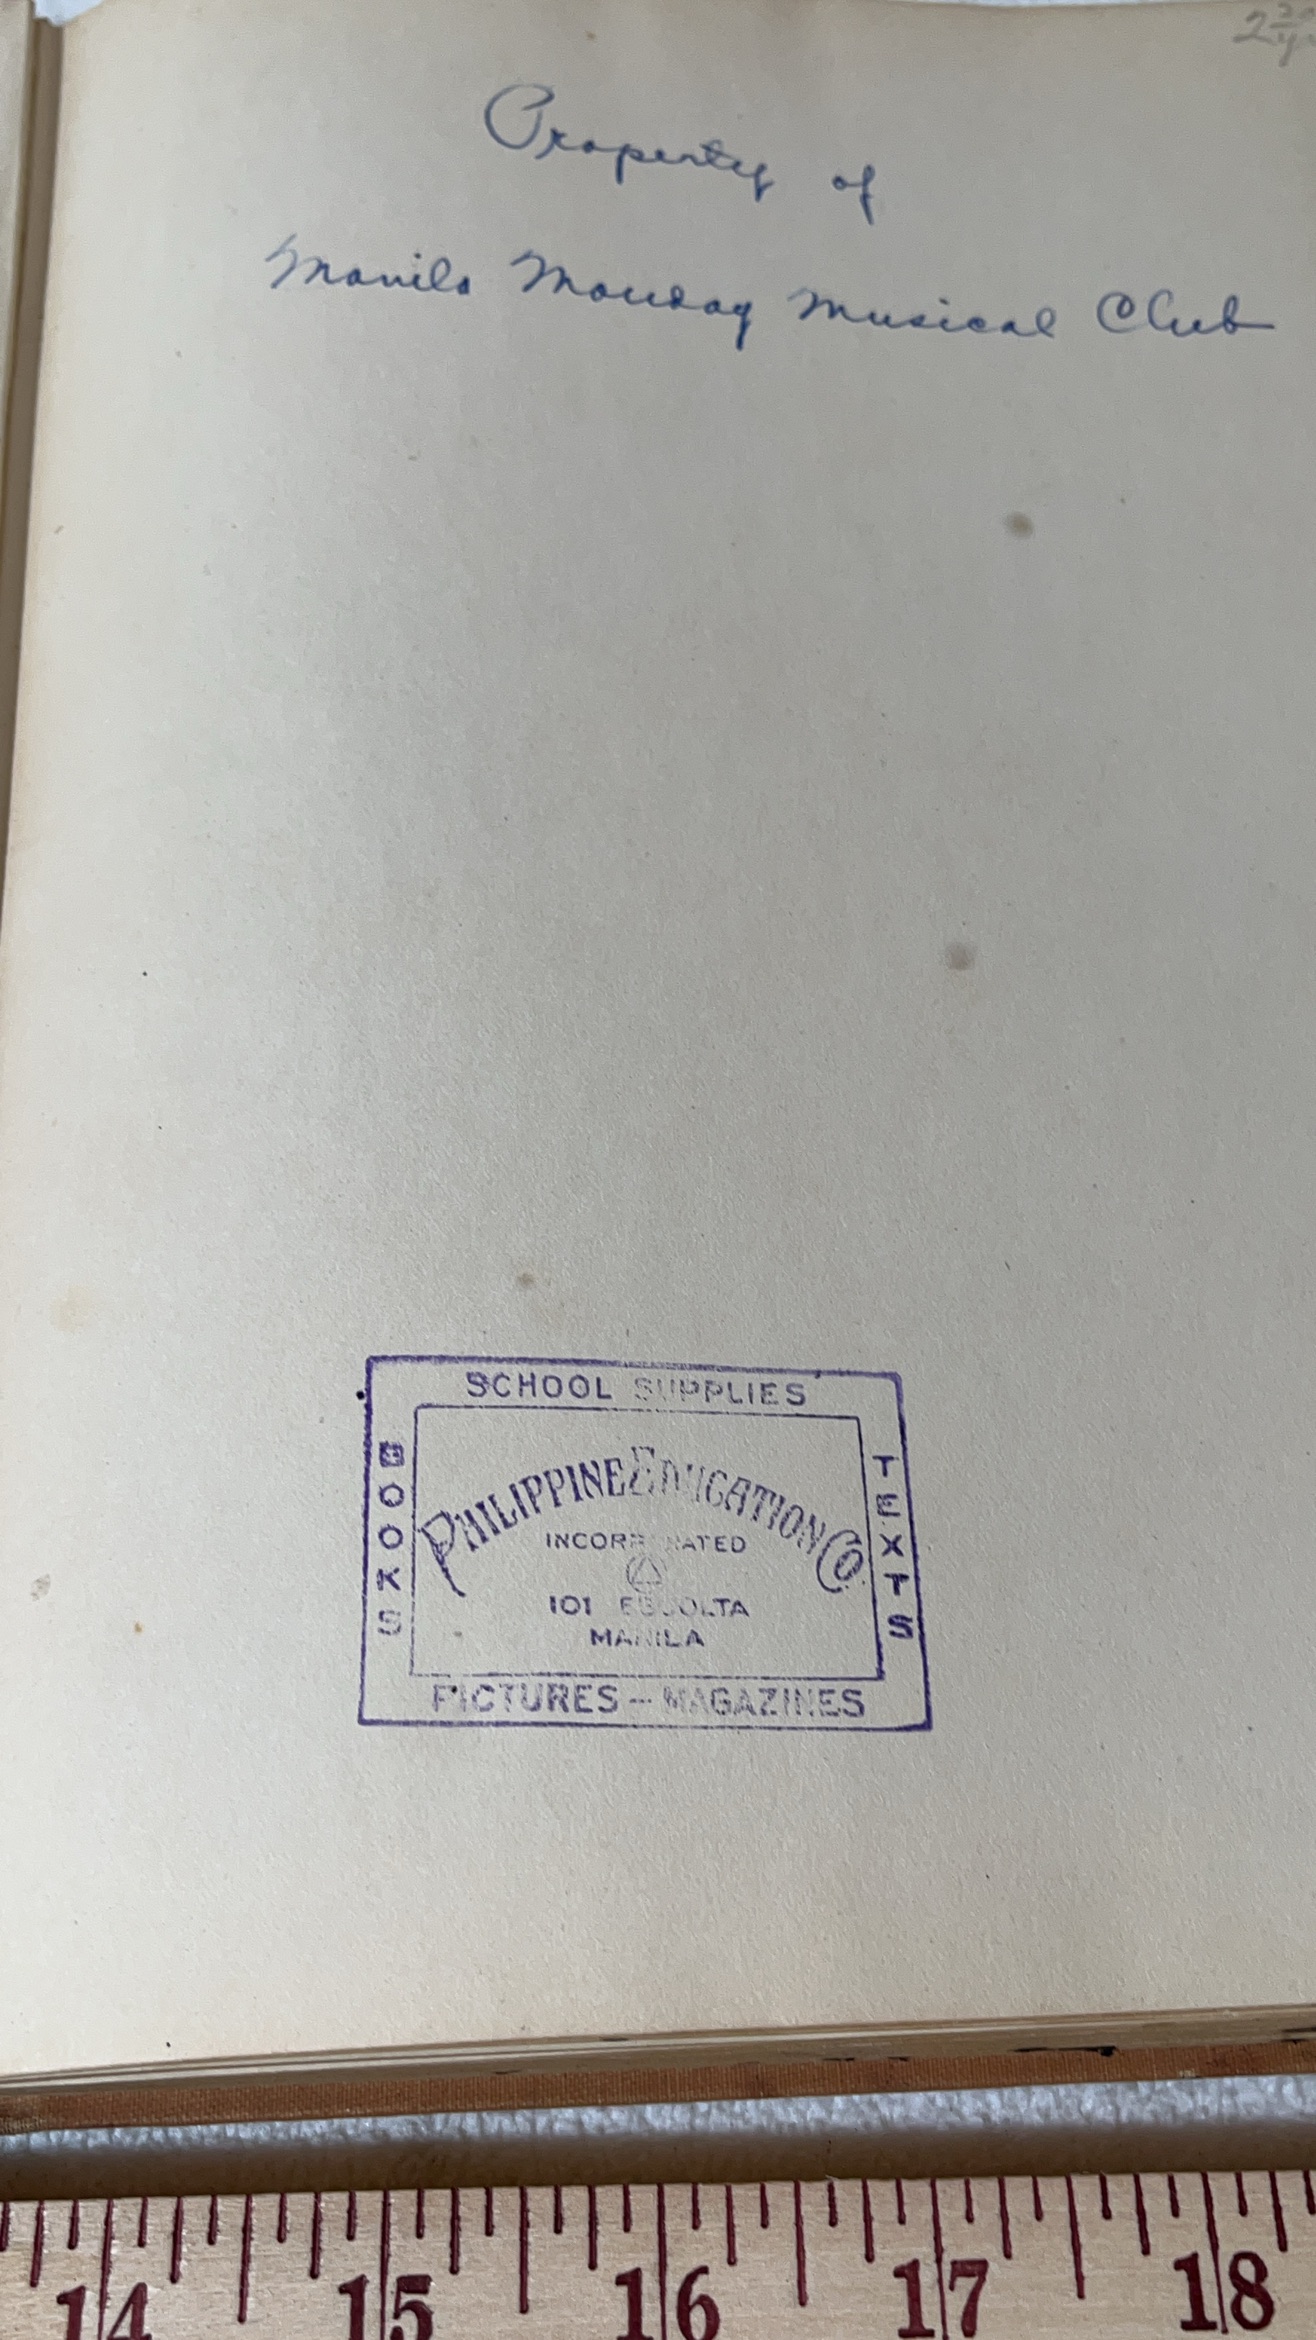 Property of
Manila Monday Musical Club
SCHOOL SUPPLIES
BOOKS
PHILIPPINE EDUCATION CO
INCORPORATED
101 ESCOLTA
MANILA
TEXTS
PICTURES - MAGAZINES
14 15 16 17 18